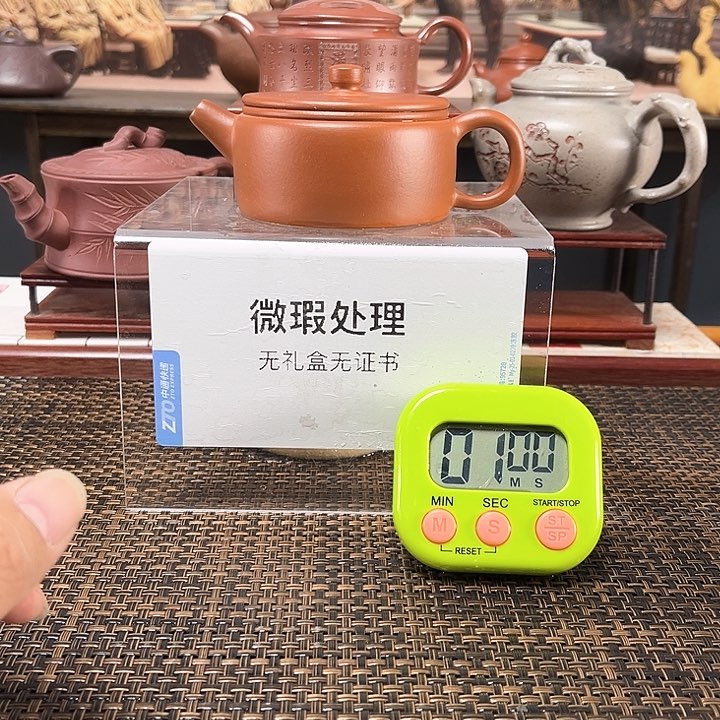 微瑕处理
无礼盒无证书
ZTO 中通快递
ZTO EXPRESS
01 00
M S
MIN SEC START/STOP
M S ST
SP
RESET